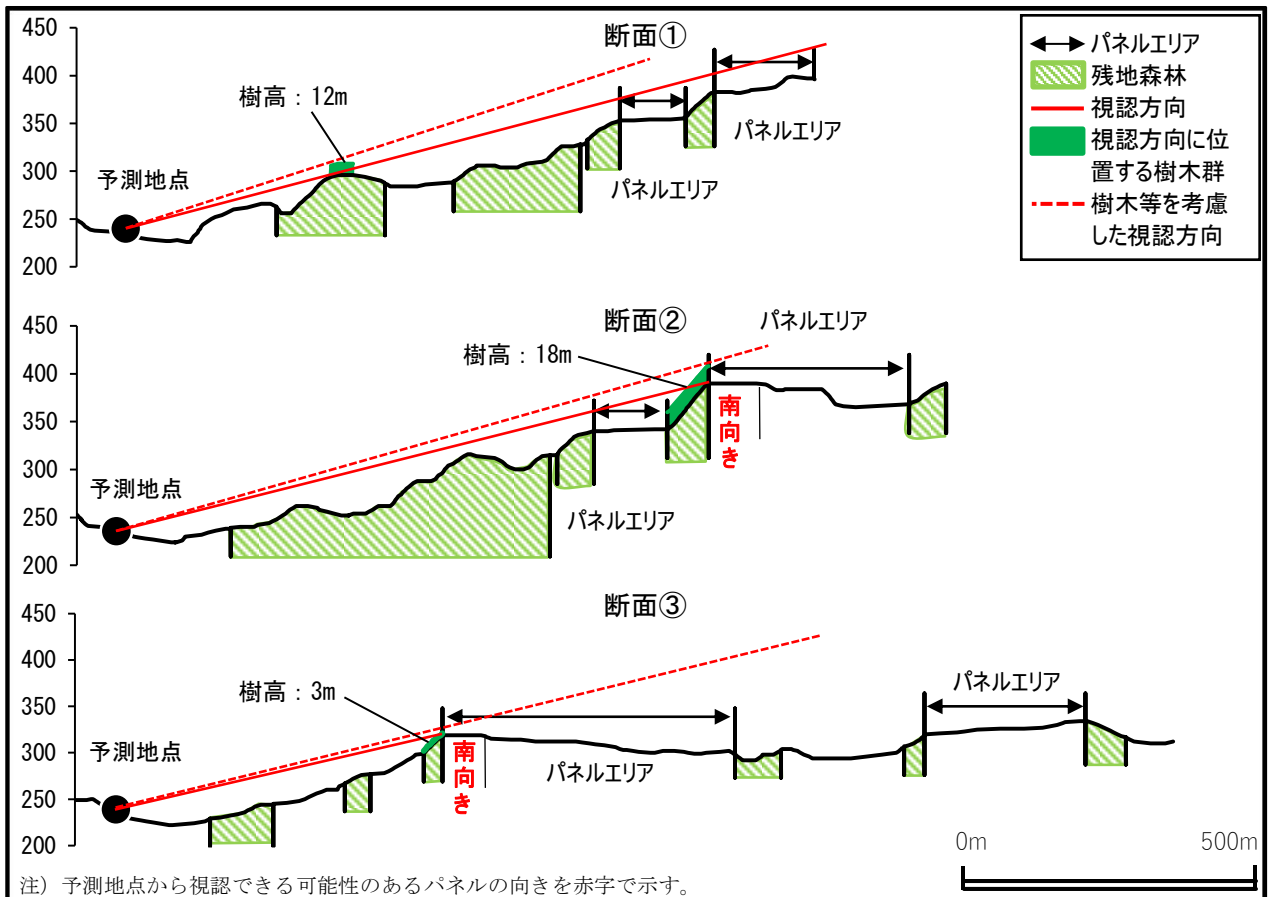 断面①
450
400
350
300
250
200
樹高：12m
予測地点
パネルエリア
パネルエリア
パネルエリア
残地森林
視認方向
視認方向に位
置する樹木群
樹木等を考慮
した視認方向
断面②
450
400
350
300
250
200
パネルエリア
樹高：18m
南向き
予測地点
パネルエリア
断面③
450
400
350
300
250
200
パネルエリア
樹高：3m
予測地点
南向き
パネルエリア
0m
500m
注）予測地点から視認できる可能性のあるパネルの向きを赤字で示す。